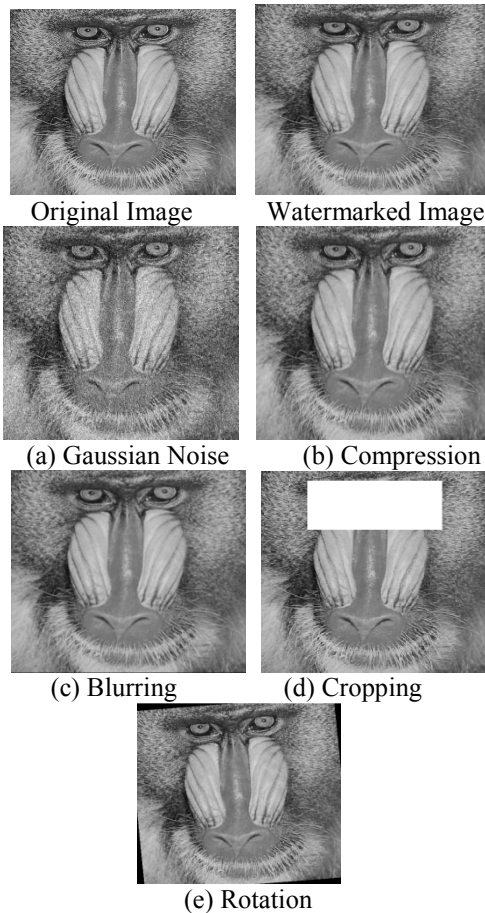 Original Image
Watermarked Image
(a) Gaussian Noise
(b) Compression
(c) Blurring
(d) Cropping
(e) Rotation